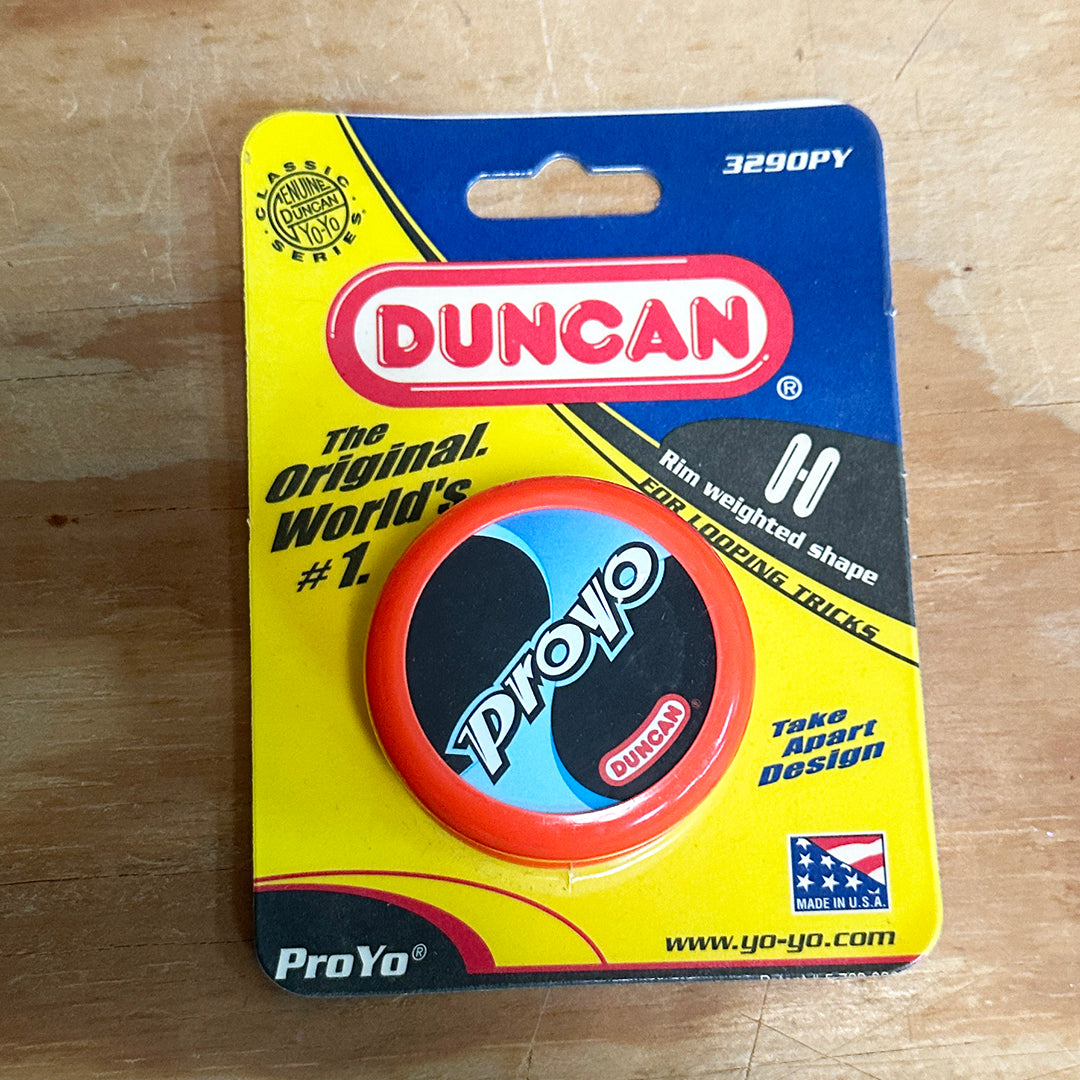 3290PY
CLASSIC
GENUINE
DUNCAN
YO-YO
SERIES®
DUNCAN®
The
Original.
World's
#1.
Rim weighted shape
FOR LOOPING TRICKS
ProYo
DUNCAN®
Take
Apart
Design
MADE IN U.S.A.
www.yo-yo.com
ProYo®